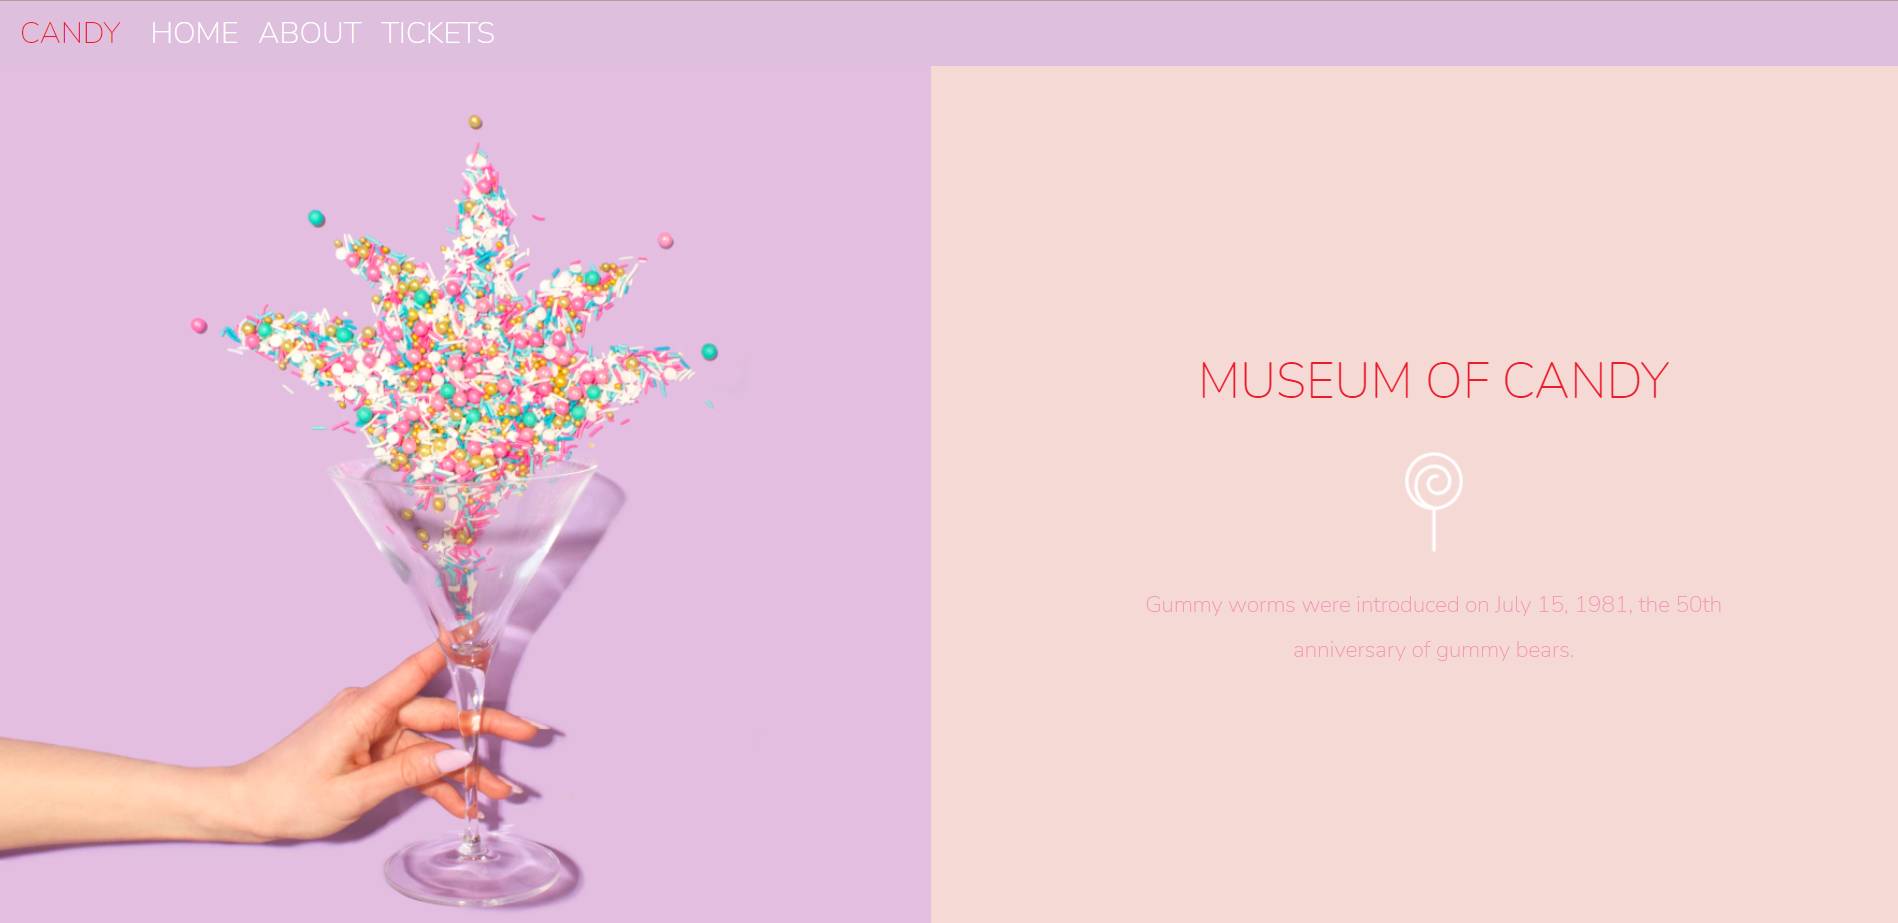 CANDY HOME ABOUT TICKETS
MUSEUM OF CANDY
Gummy worms were introduced on July 15, 1981, the 50th
anniversary of gummy bears.